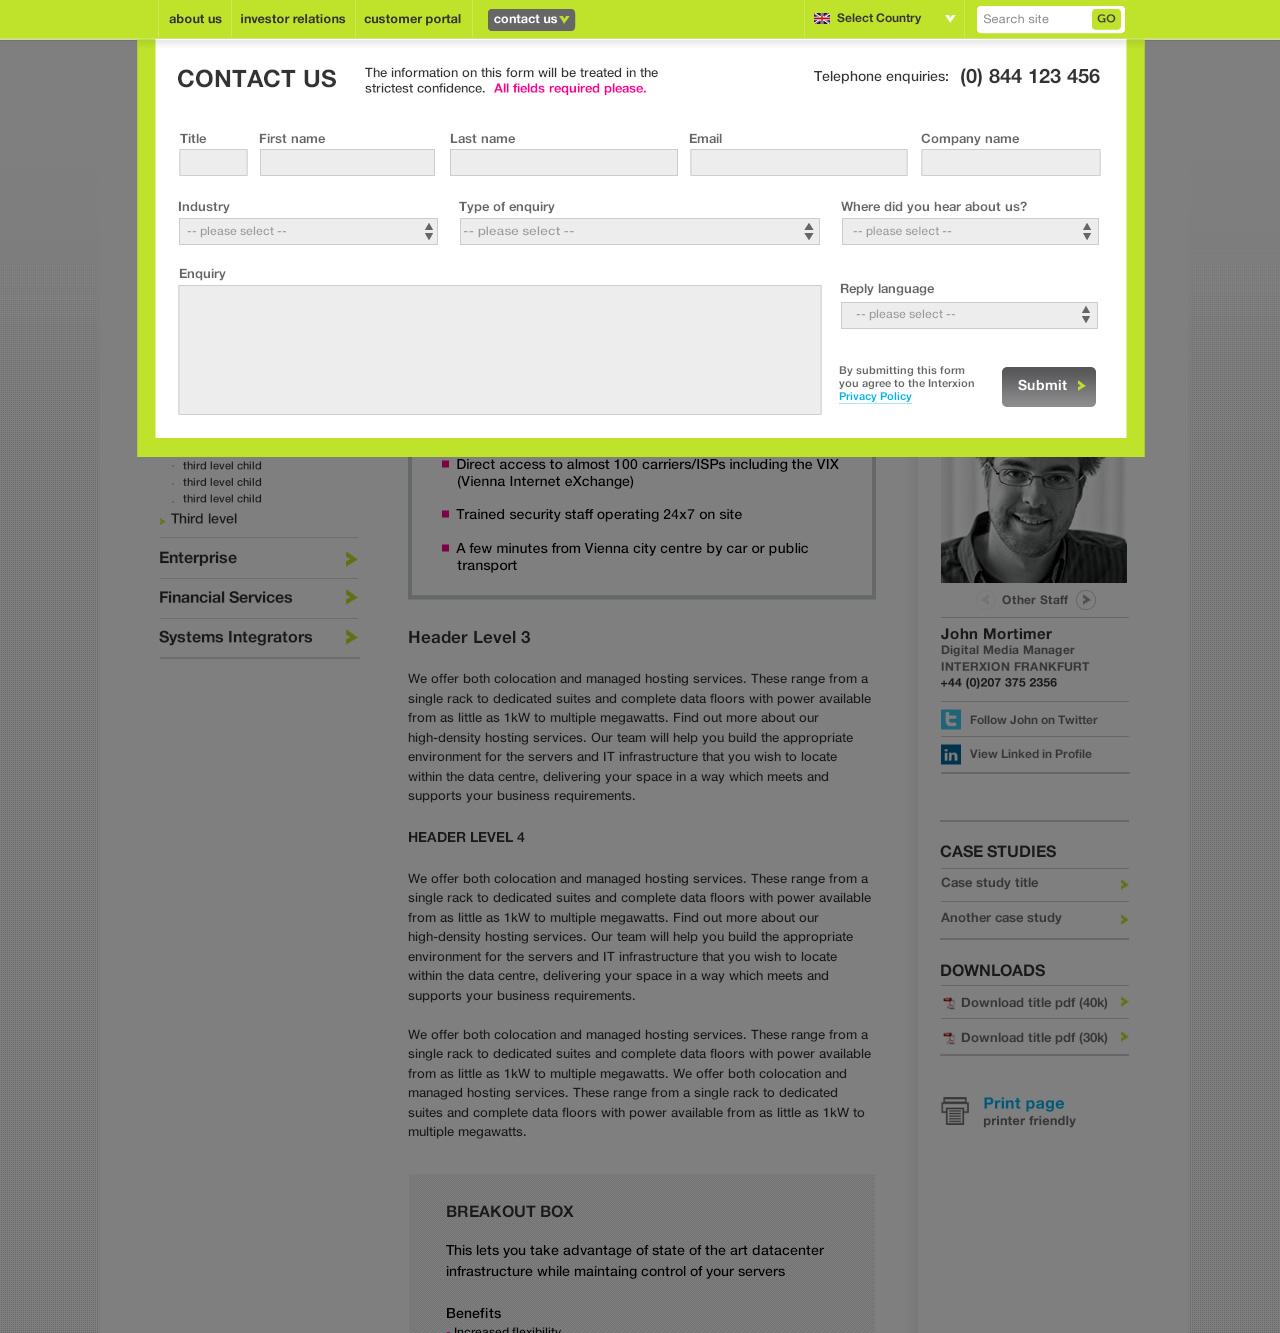 about us
investor relations
customer portal
contact us
Select Country
Search site
GO
CONTACT US
The information on this form will be treated in the
strictest confidence. All fields required please.
Telephone enquiries: (0) 844 123 456
Title
First name
Last name
Email
Company name
Industry
Type of enquiry
Where did you hear about us?
-- please select --
-- please select --
-- please select --
Enquiry
Reply language
-- please select --
By submitting this form
you agree to the Interxion
Privacy Policy
Submit
· third level child
· third level child
· third level child
Third level
Enterprise
Financial Services
Systems Integrators
Direct access to almost 100 carriers/ISPs including the VIX
(Vienna Internet eXchange)
Trained security staff operating 24x7 on site
A few minutes from Vienna city centre by car or public
transport
Header Level 3
We offer both colocation and managed hosting services. These range from a
single rack to dedicated suites and complete data floors with power available
from as little as 1kW to multiple megawatts. Find out more about our
high-density hosting services. Our team will help you build the appropriate
environment for the servers and IT infrastructure that you wish to locate
within the data centre, delivering your space in a way which meets and
supports your business requirements.
HEADER LEVEL 4
We offer both colocation and managed hosting services. These range from a
single rack to dedicated suites and complete data floors with power available
from as little as 1kW to multiple megawatts. Find out more about our
high-density hosting services. Our team will help you build the appropriate
environment for the servers and IT infrastructure that you wish to locate
within the data centre, delivering your space in a way which meets and
supports your business requirements.
We offer both colocation and managed hosting services. These range from a
single rack to dedicated suites and complete data floors with power available
from as little as 1kW to multiple megawatts. We offer both colocation and
managed hosting services. These range from a single rack to dedicated
suites and complete data floors with power available from as little as 1kW to
multiple megawatts.
BREAKOUT BOX
This lets you take advantage of state of the art datacenter
infrastructure while maintaing control of your servers
Benefits
- Increased flexibility
Other Staff
John Mortimer
Digital Media Manager
INTERXION FRANKFURT
+44 (0)207 375 2356
Follow John on Twitter
in View Linked in Profile
CASE STUDIES
Case study title
Another case study
DOWNLOADS
Download title pdf (40k)
Download title pdf (30k)
Print page
printer friendly